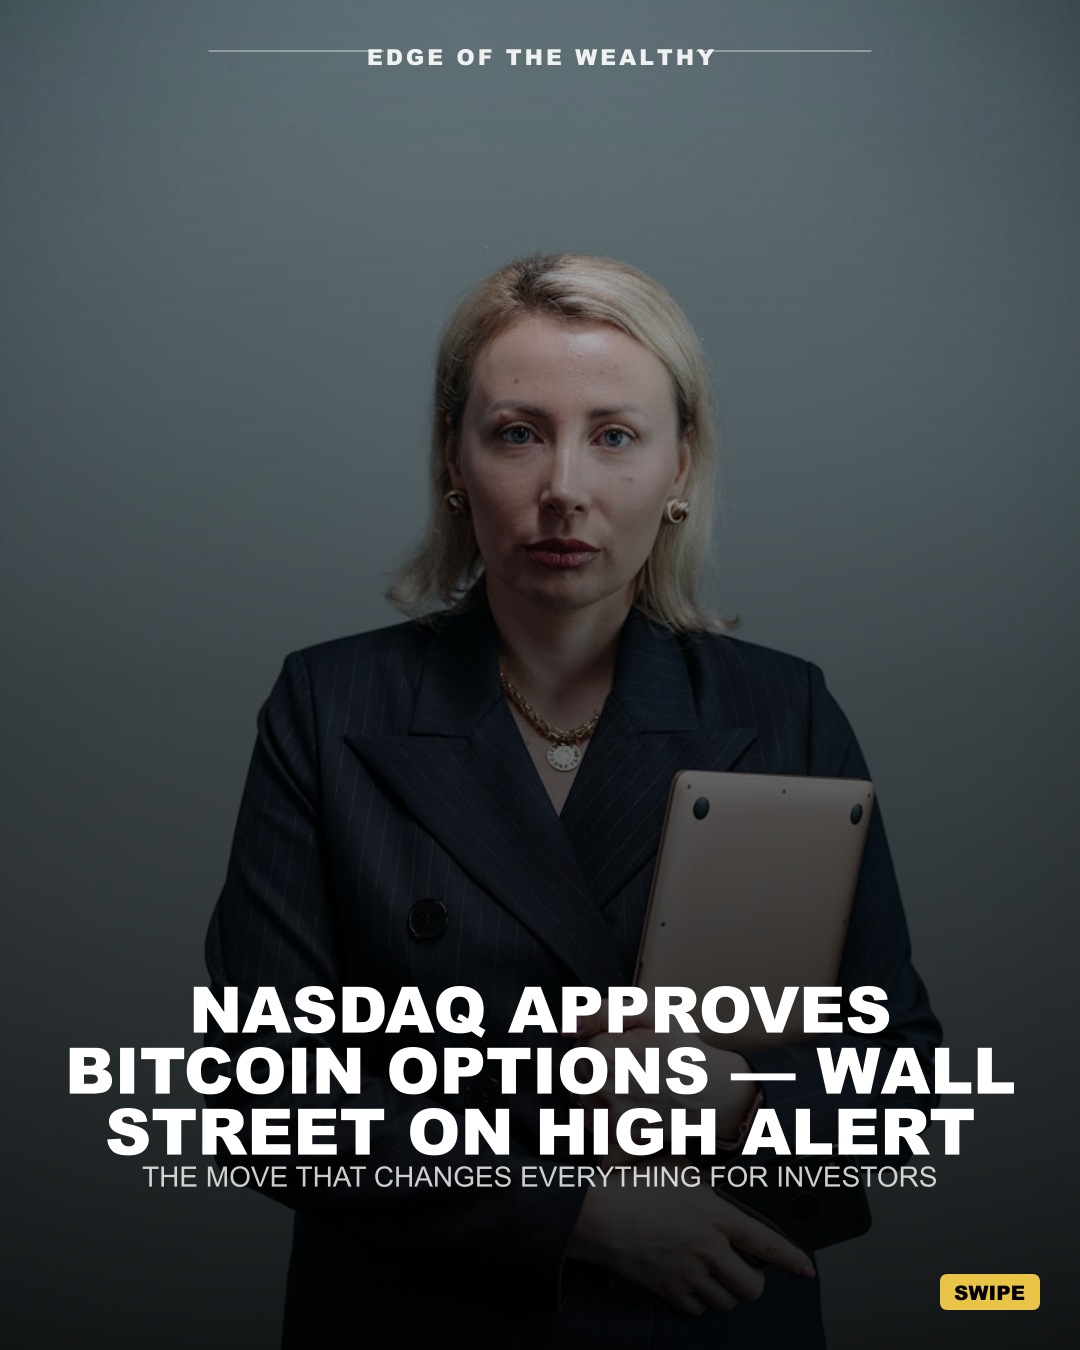 EDGE OF THE WEALTHY
NASDAQ APPROVES
BITCOIN OPTIONS — WALL
STREET ON HIGH ALERT
THE MOVE THAT CHANGES EVERYTHING FOR INVESTORS
SWIPE